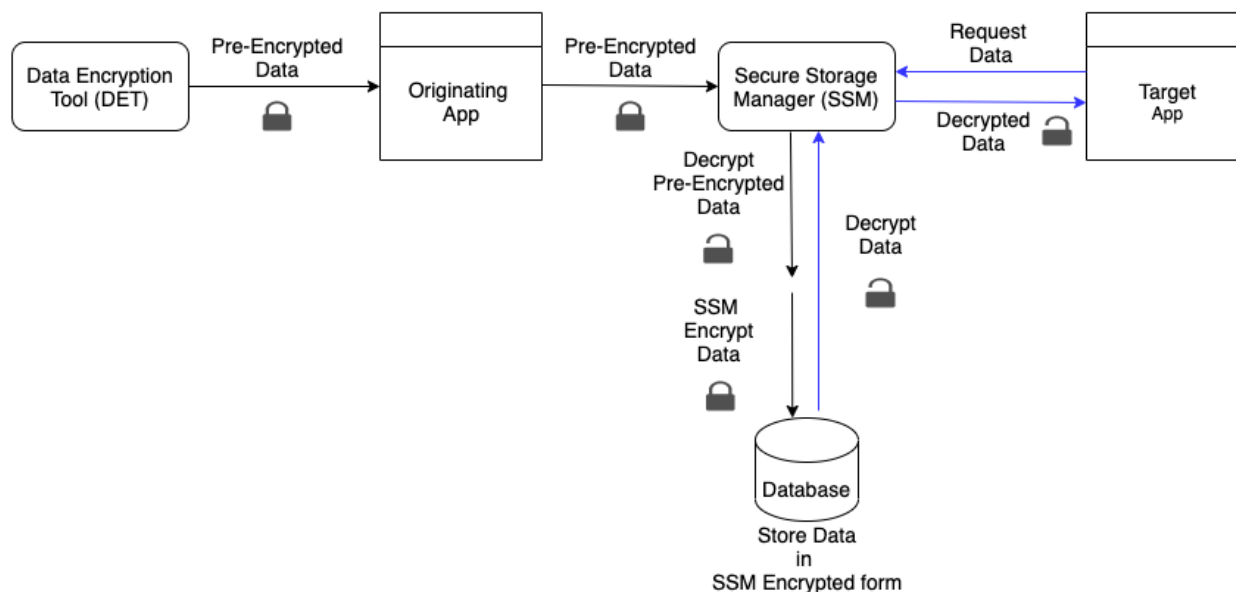 Data Encryption
Tool (DET)
Pre-Encrypted
Data
Originating
App
Pre-Encrypted
Data
Secure Storage
Manager (SSM)
Request
Data
Decrypted
Data
Target
App
Decrypt
Pre-Encrypted
Data
Decrypt
Data
SSM
Encrypt
Data
Database
Store Data
in
SSM Encrypted form